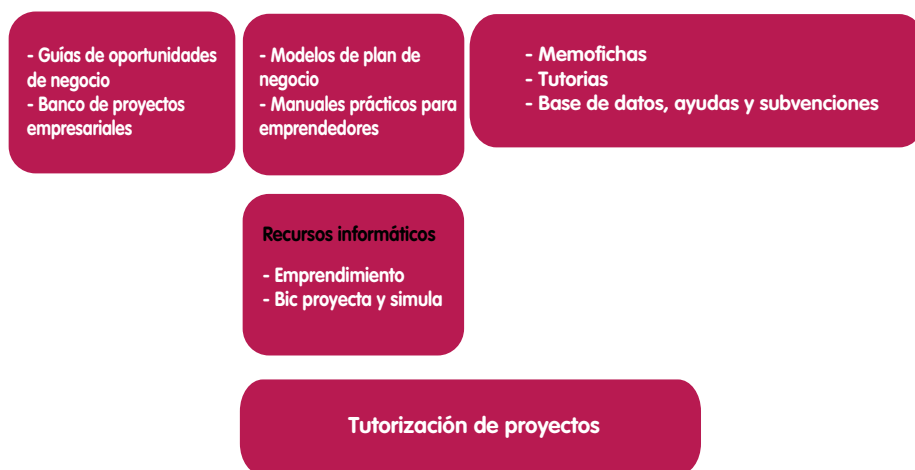 - Guías de oportunidades
de negocio
- Banco de proyectos
empresariales
- Modelos de plan de
negocio
- Manuales prácticos para
emprendedores
- Memofichas
- Tutorias
- Base de datos, ayudas y subvenciones
Recursos informáticos
- Emprendimiento
- Bic proyecta y simula
Tutorización de proyectos